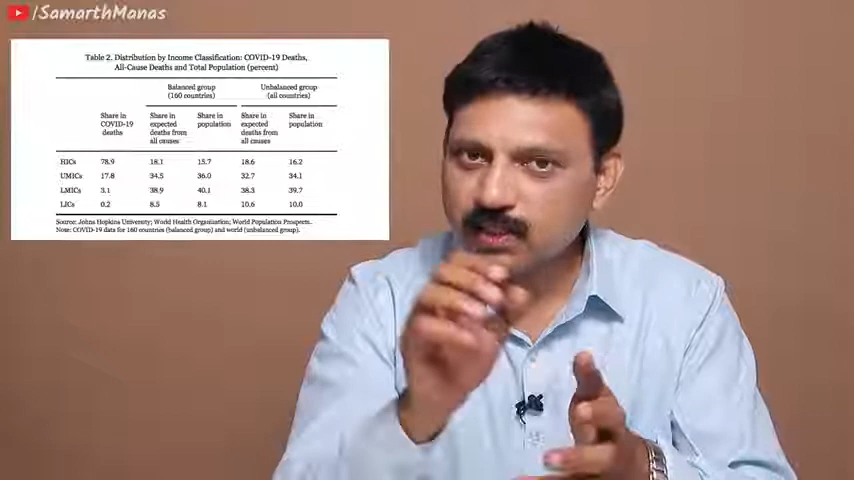 /SamarthManas
Table 2. Distribution by Income Classification: COVID-19 Deaths,
All-Cause Deaths and Total Population (percent)
Balanced group Unbalanced group
(160 countries) (all countries)
Share in Share in Share in Share in Share in
COVID-19 expected population expected population
deaths deaths from deaths from
all causes all causes
HICs 78.9 18.1 15.7 18.6 16.2
UMICs 17.8 34.5 36.0 32.7 34.1
LMICs 3.1 38.9 40.1 38.3 39.7
LICs 0.2 8.5 8.1 10.6 10.0
Source: Johns Hopkins University; World Health Organization; World Population Prospects.
Note: COVID-19 data for 160 countries (balanced group) and world (unbalanced group).